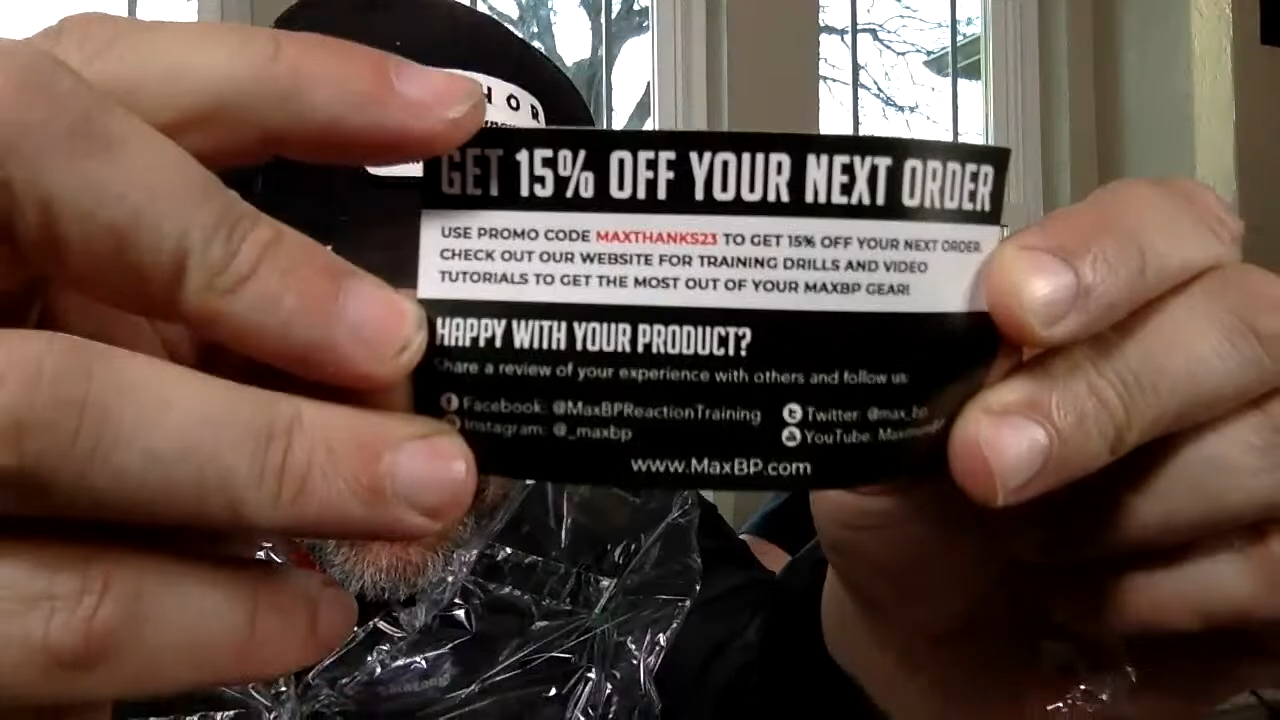 HOR
GET 15% OFF YOUR NEXT ORDER
USE PROMO CODE MAXTHANKS23 TO GET 15% OFF YOUR NEXT ORDER.
CHECK OUT OUR WEBSITE FOR TRAINING DRILLS AND VIDEO
TUTORIALS TO GET THE MOST OUT OF YOUR MAXBP GEAR!
HAPPY WITH YOUR PRODUCT?
Share a review of your experience with others and follow us:
Facebook: @MaxBPReactionTraining
Instagram: @_maxbp
Twitter: @max_bp
YouTube:
www.MaxBP.com